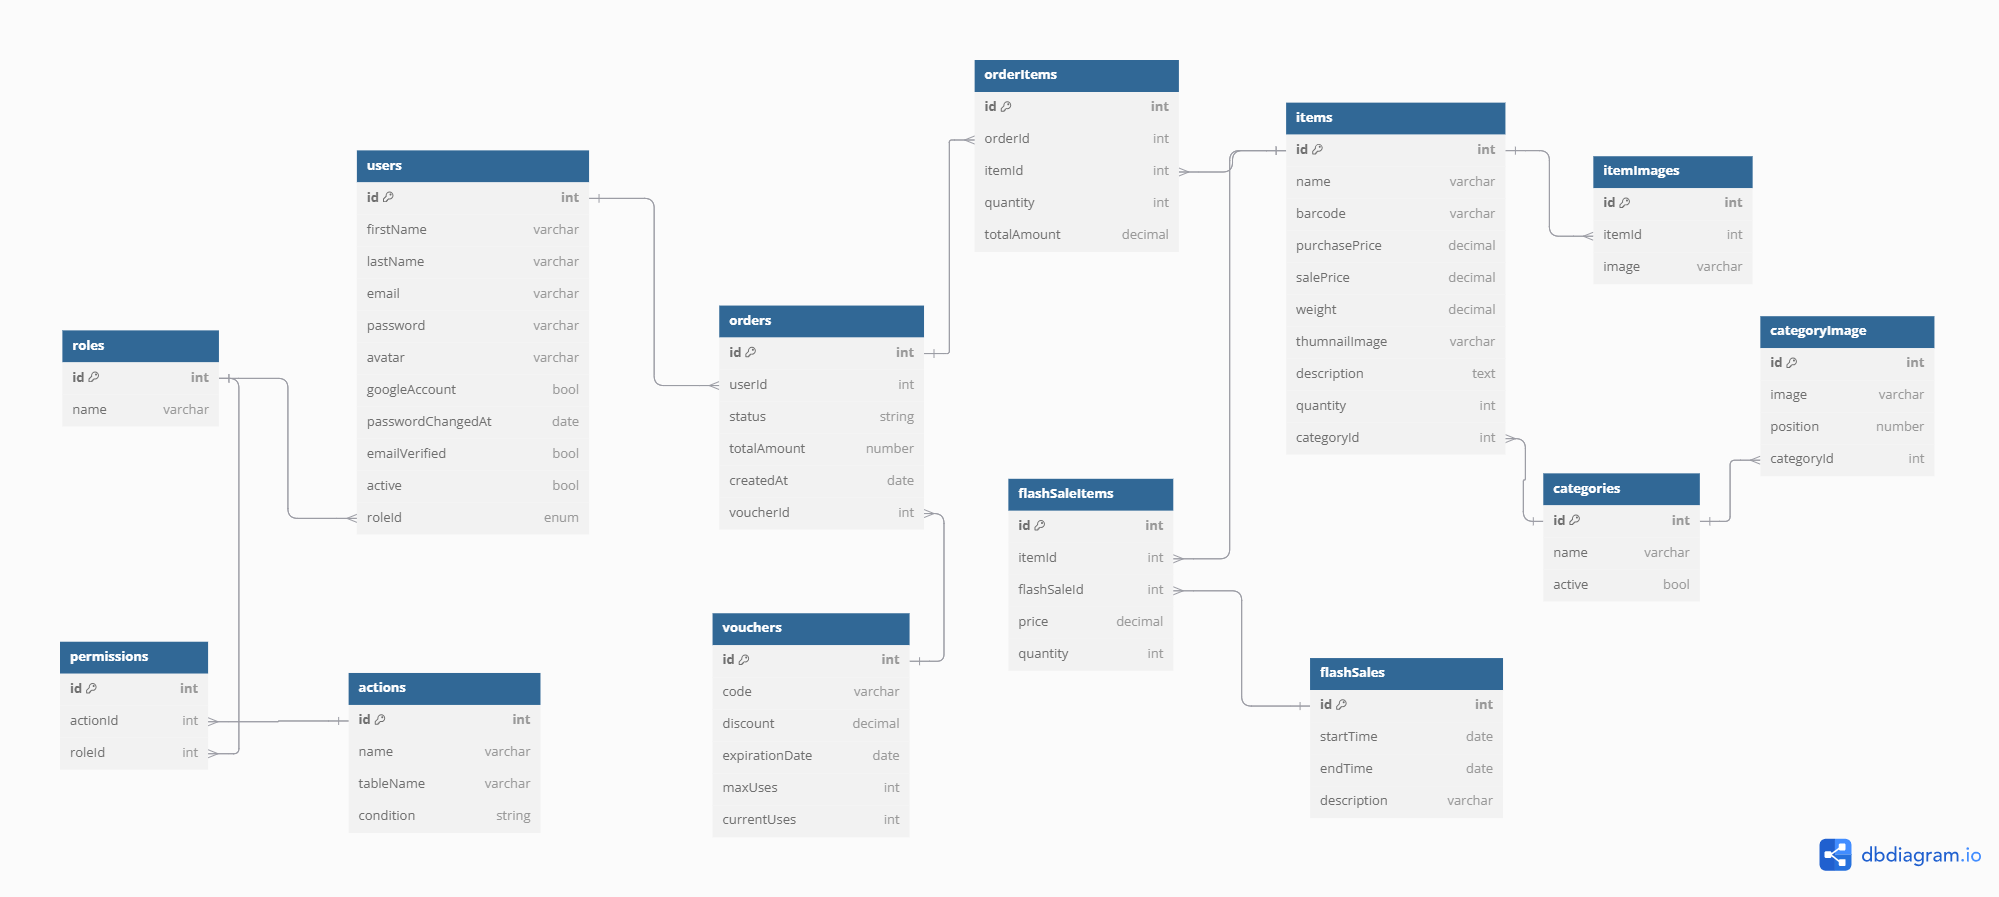 orderItems
id int
orderId int
itemId int
quantity int
totalAmount decimal
items
id int
name varchar
barcode varchar
purchasePrice decimal
salePrice decimal
weight decimal
thumnailImage varchar
description text
quantity int
categoryId int
users
id int
firstName varchar
lastName varchar
email varchar
password varchar
avatar varchar
googleAccount bool
passwordChangedAt date
emailVerified bool
active bool
roleId enum
itemImages
id int
itemId int
image varchar
orders
id int
userId int
status string
totalAmount number
createdAt date
voucherId int
categoryImage
id int
image varchar
position number
categoryId int
roles
id int
name varchar
categories
id int
name varchar
active bool
flashSaleItems
id int
itemId int
flashSaleId int
price decimal
quantity int
vouchers
id int
code varchar
discount decimal
expirationDate date
maxUses int
currentUses int
permissions
id int
actionId int
roleId int
actions
id int
name varchar
tableName varchar
condition string
flashSales
id int
startTime date
endTime date
description varchar
dbdiagram.io